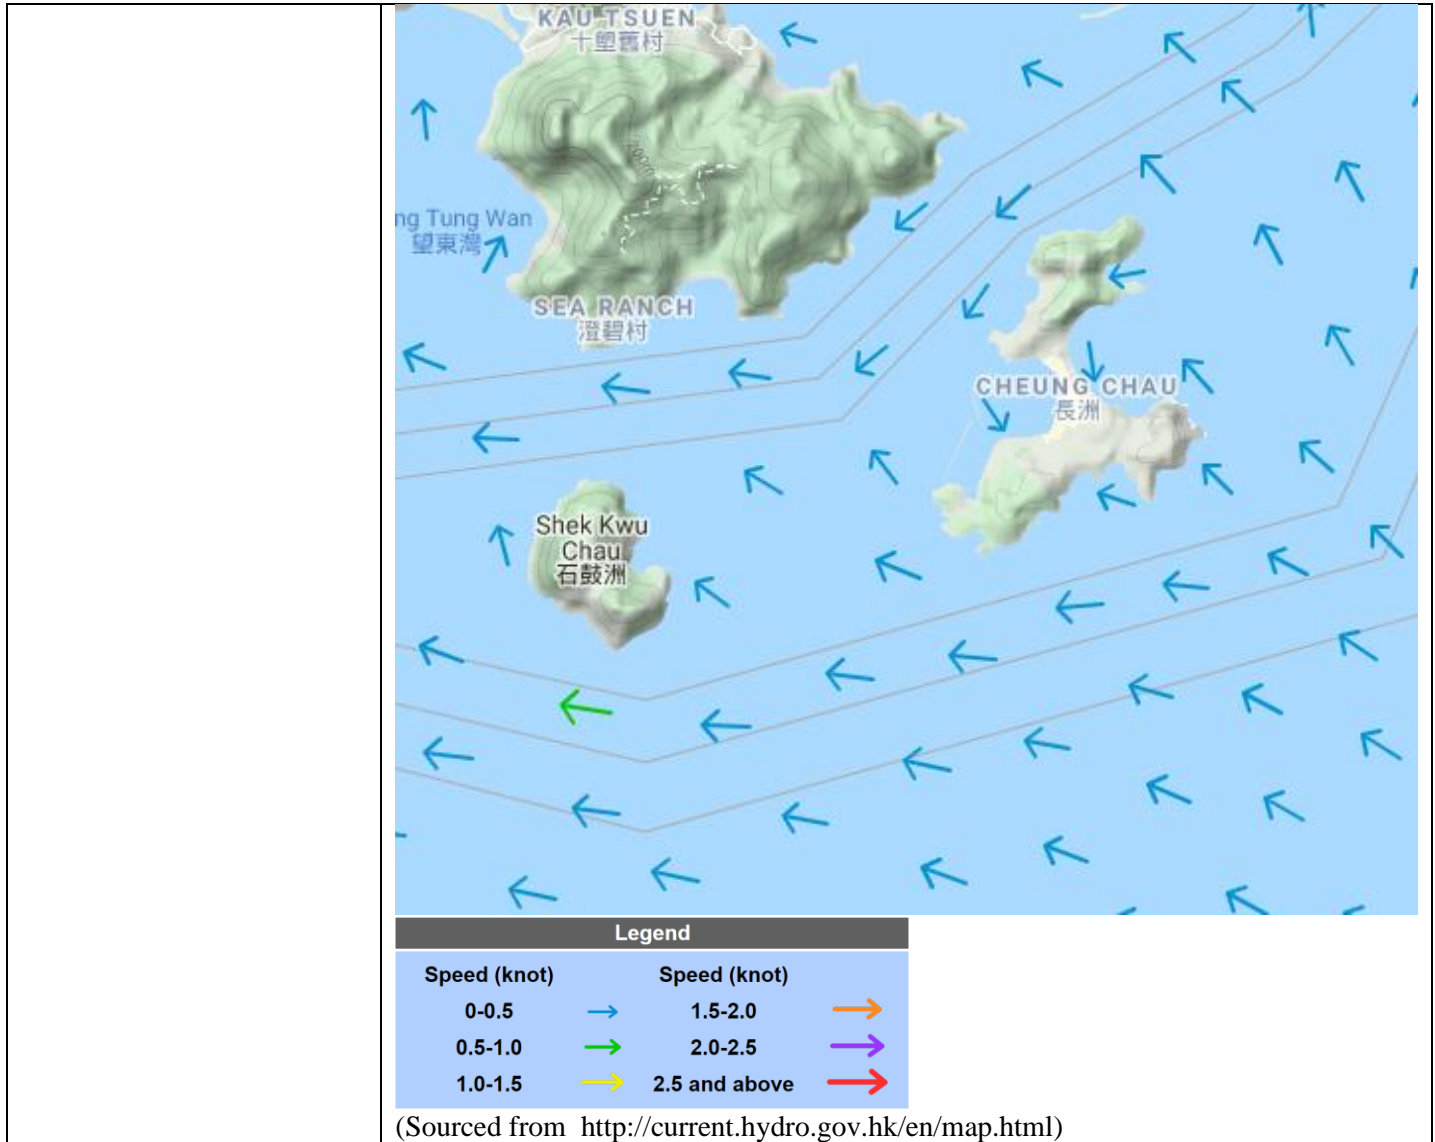 KAU TSUEN
十塱舊村
ng Tung Wan
望東灣
SEA RANCH
澄碧村
CHEUNG CHAU
長洲
Shek Kwu
Chau
石鼓洲
Legend
Speed (knot) Speed (knot)
0-0.5 1.5-2.0
0.5-1.0 2.0-2.5
1.0-1.5 2.5 and above
(Sourced from http://current.hydro.gov.hk/en/map.html)